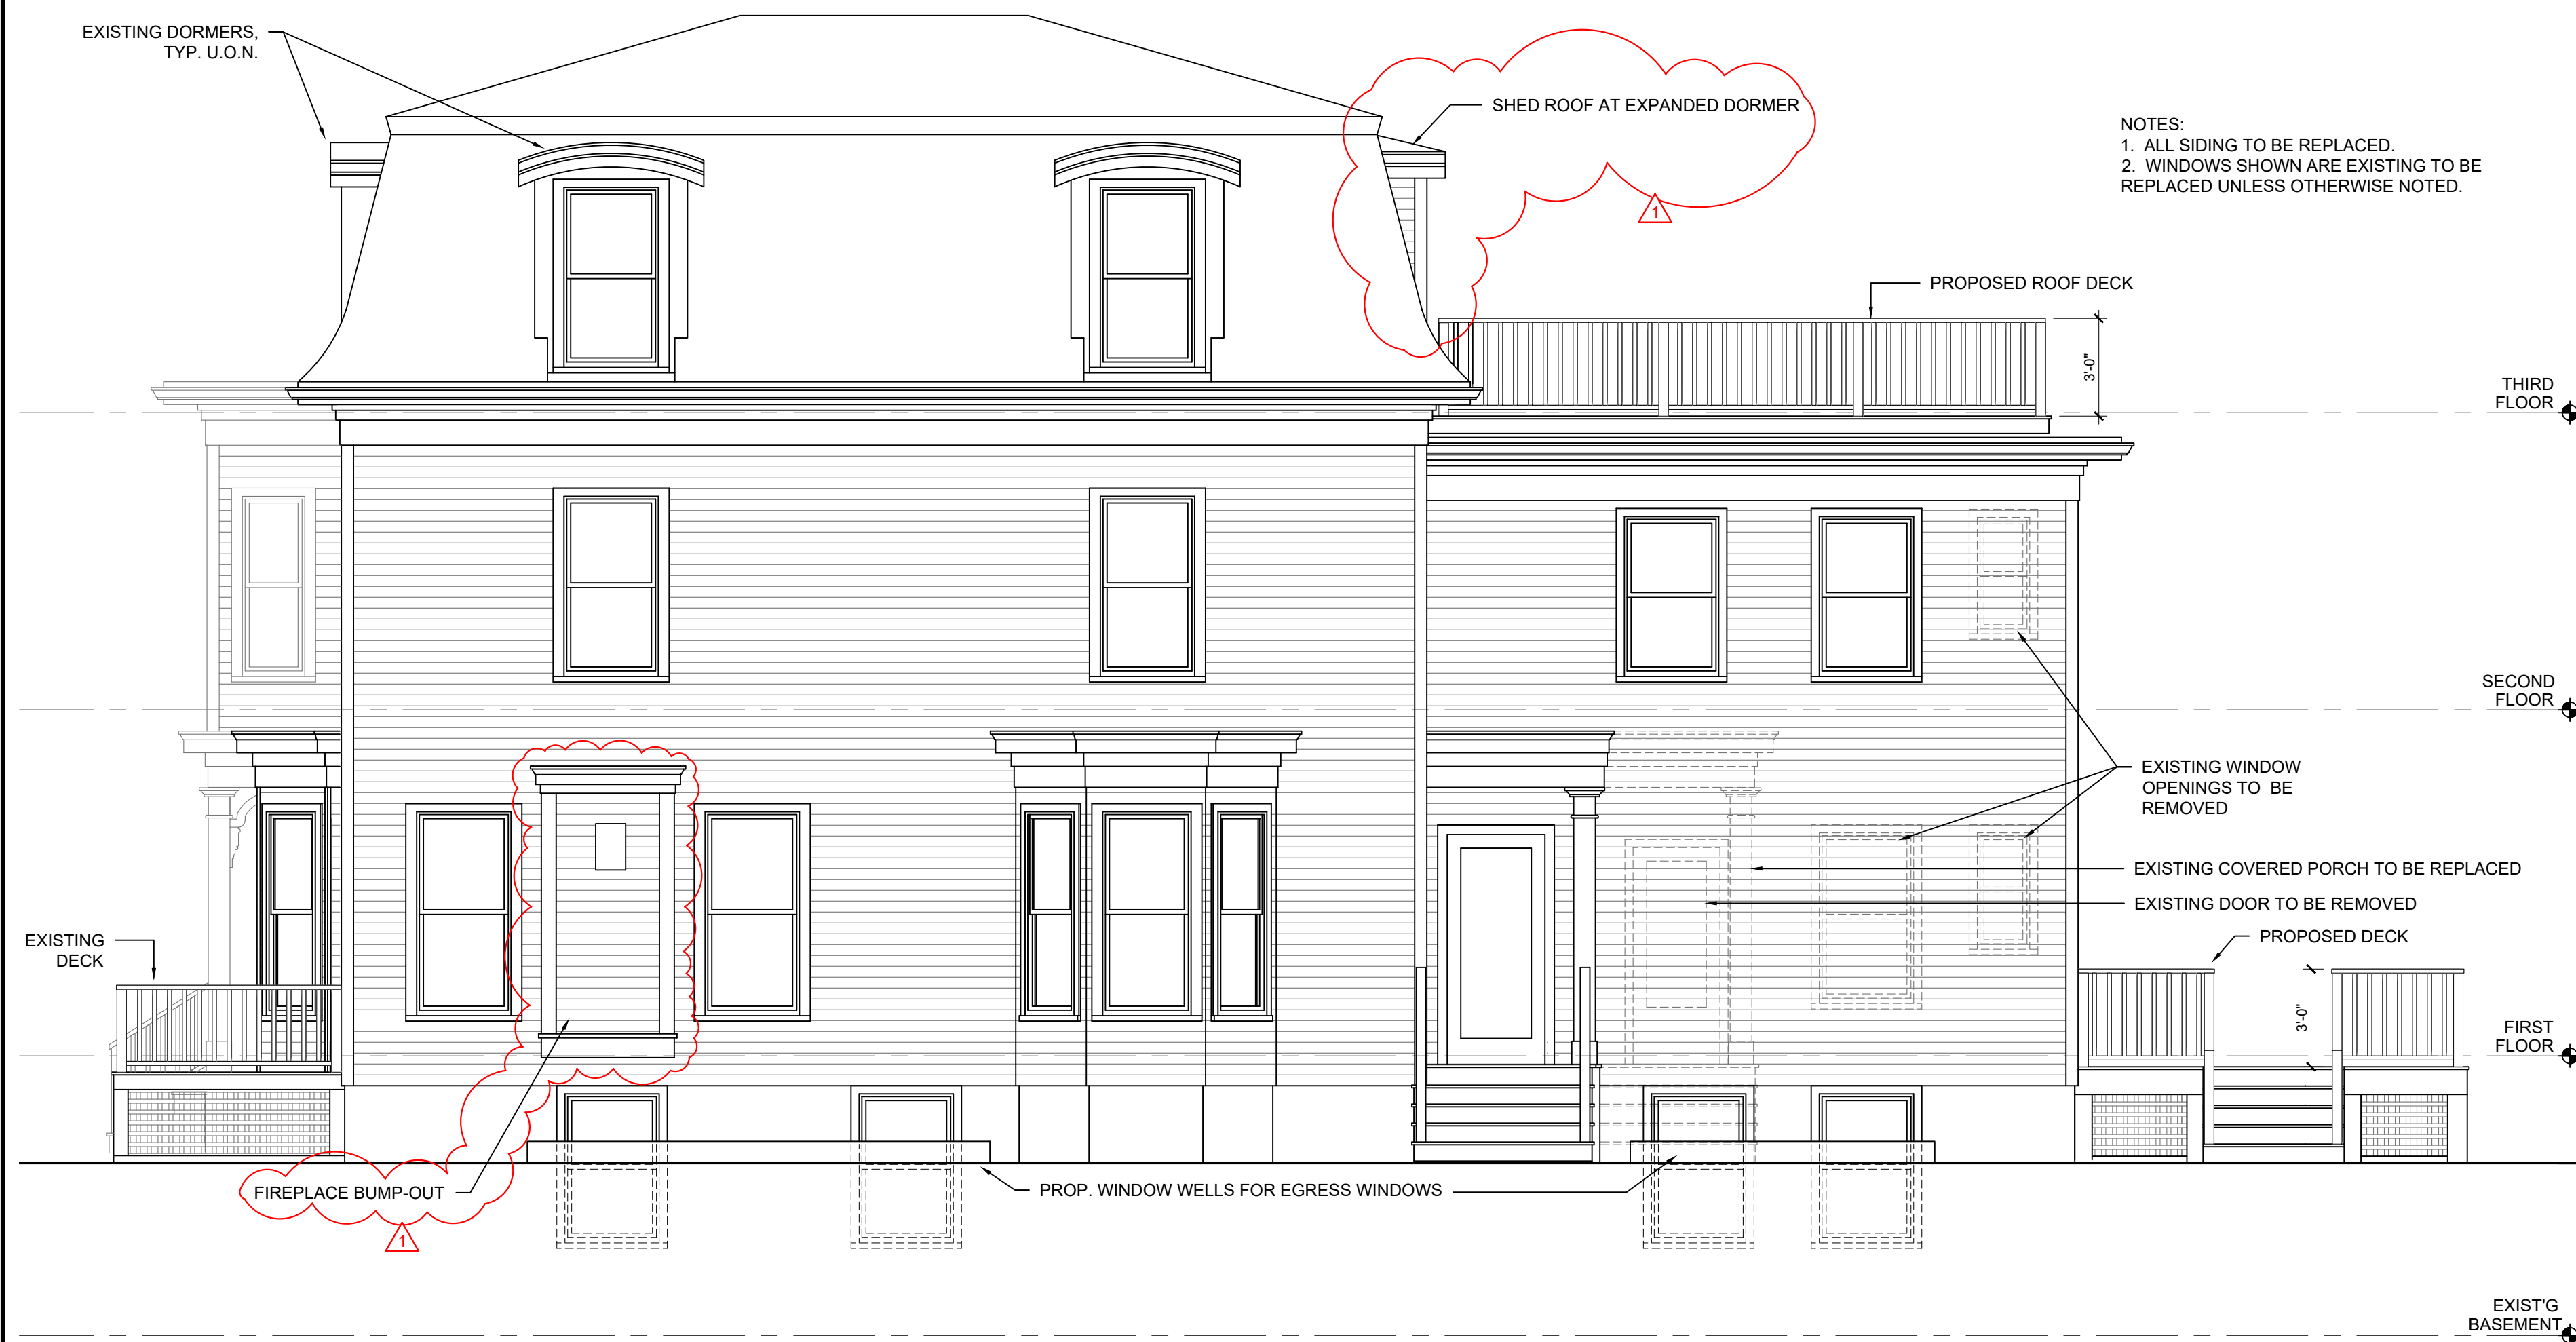 EXISTING DORMERS,
TYP. U.O.N.
SHED ROOF AT EXPANDED DORMER
1
NOTES:
1. ALL SIDING TO BE REPLACED.
2. WINDOWS SHOWN ARE EXISTING TO BE
REPLACED UNLESS OTHERWISE NOTED.
PROPOSED ROOF DECK
3'-0"
THIRD
FLOOR
SECOND
FLOOR
EXISTING WINDOW
OPENINGS TO BE
REMOVED
EXISTING COVERED PORCH TO BE REPLACED
EXISTING DOOR TO BE REMOVED
PROPOSED DECK
EXISTING
DECK
3'-0"
FIRST
FLOOR
FIREPLACE BUMP-OUT
1
PROP. WINDOW WELLS FOR EGRESS WINDOWS
EXIST'G
BASEMENT